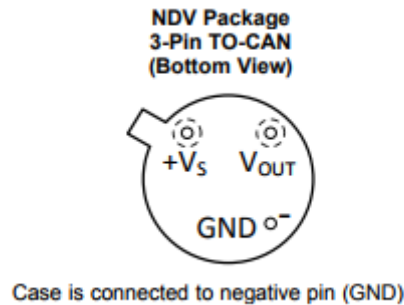 NDV Package
3-Pin TO-CAN
(Bottom View)
+VS VOUT
GND -
Case is connected to negative pin (GND)